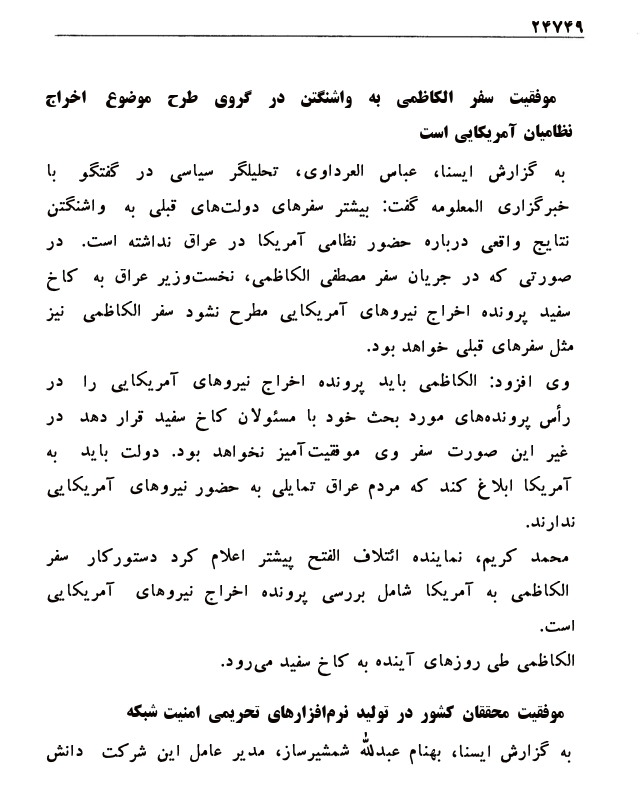 ۲۴۷۴۹
موفقیت سفر الکاظمی به واشنگتن در گروی طرح موضوع اخراج
نظامیان آمریکایی است
به گزارش ایسنا، عباس العرداوی، تحلیلگر سیاسی در گفتگو با
خبرگزاری المعلومه گفت: بیشتر سفرهای دولت‌های قبلی به واشنگتن
نتایج واقعی درباره حضور نظامی آمریکا در عراق نداشته است. در
صورتی که در جریان سفر مصطفی الکاظمی، نخست‌وزیر عراق به کاخ
سفید پرونده اخراج نیروهای آمریکایی مطرح نشود سفر الکاظمی نیز
مثل سفرهای قبلی خواهد بود.
وی افزود: الکاظمی باید پرونده اخراج نیروهای آمریکایی را در
رأس پرونده‌های مورد بحث خود با مسئولان کاخ سفید قرار دهد در
غیر این صورت سفر وی موفقیت‌آمیز نخواهد بود. دولت باید به
آمریکا ابلاغ کند که مردم عراق تمایلی به حضور نیروهای آمریکایی
ندارند.
محمد کریم، نماینده ائتلاف الفتح پیشتر اعلام کرد دستورکار سفر
الکاظمی به آمریکا شامل بررسی پرونده اخراج نیروهای آمریکایی
است.
الکاظمی طی روزهای آینده به کاخ سفید می‌رود.
موفقیت محققان کشور در تولید نرم‌افزارهای تحریمی امنیت شبکه
به گزارش ایسنا، بهنام عبدالله شمشیرساز، مدیر عامل این شرکت دانش